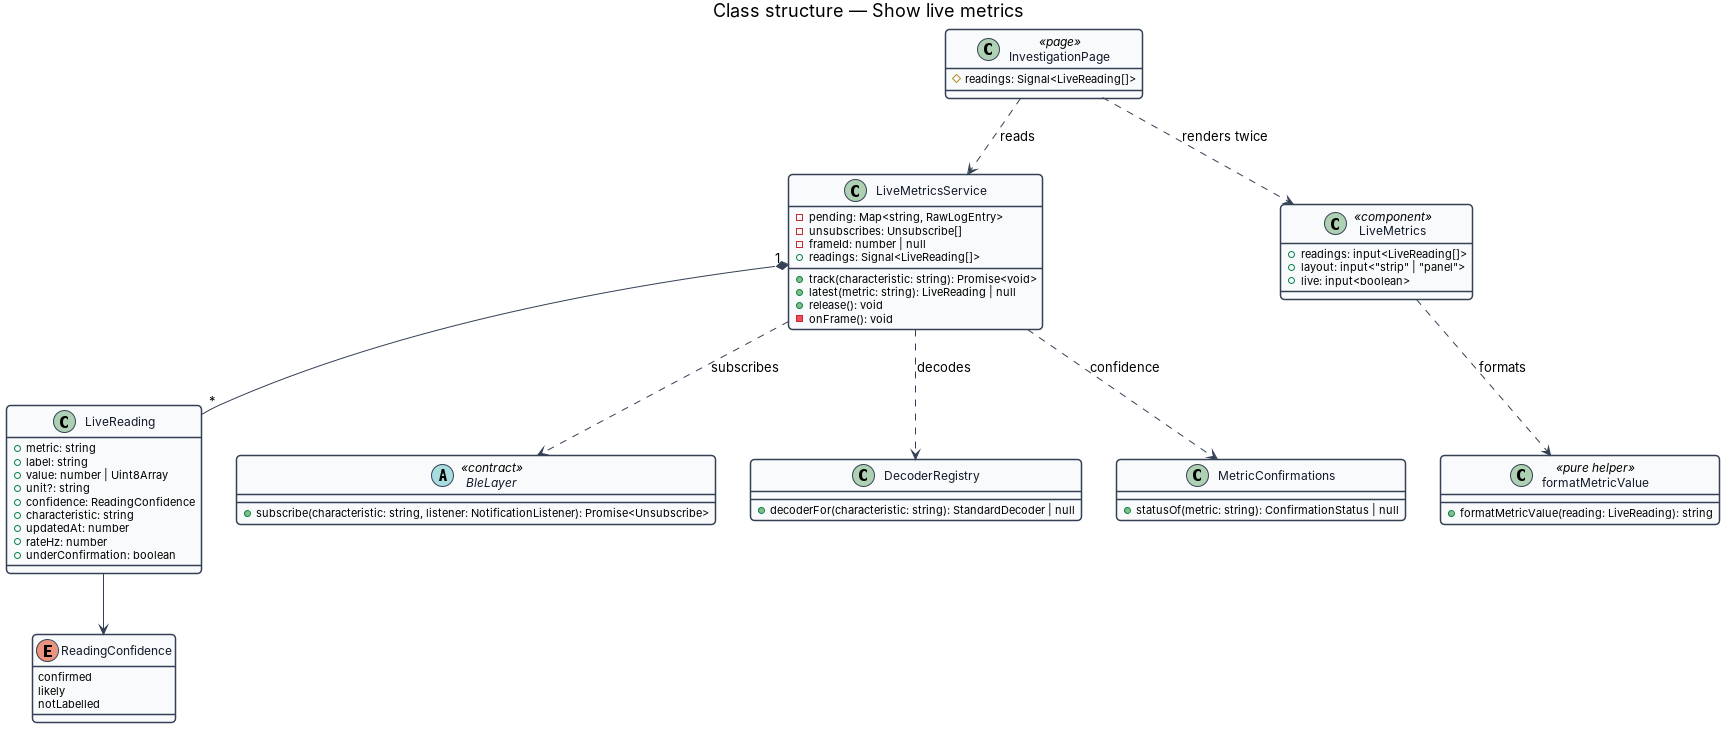 Class structure — Show live metrics
C
«page»
InvestigationPage
readings: Signal<LiveReading[]>
reads
renders twice
C
LiveMetricsService
pending: Map<string, RawLogEntry>
unsubscribes: Unsubscribe[]
frameId: number | null
readings: Signal<LiveReading[]>
track(characteristic: string): Promise<void>
latest(metric: string): LiveReading | null
release(): void
onFrame(): void
C
«component»
LiveMetrics
readings: input<LiveReading[]>
layout: input<"strip" | "panel">
live: input<boolean>
1
*
subscribes
decodes
confidence
formats
C
LiveReading
metric: string
label: string
value: number | Uint8Array
unit?: string
confidence: ReadingConfidence
characteristic: string
updatedAt: number
rateHz: number
underConfirmation: boolean
A
«contract»
BleLayer
subscribe(characteristic: string, listener: NotificationListener): Promise<Unsubscribe>
C
DecoderRegistry
decoderFor(characteristic: string): StandardDecoder | null
C
MetricConfirmations
statusOf(metric: string): ConfirmationStatus | null
C
«pure helper»
formatMetricValue
formatMetricValue(reading: LiveReading): string
E
ReadingConfidence
confirmed
likely
notLabelled